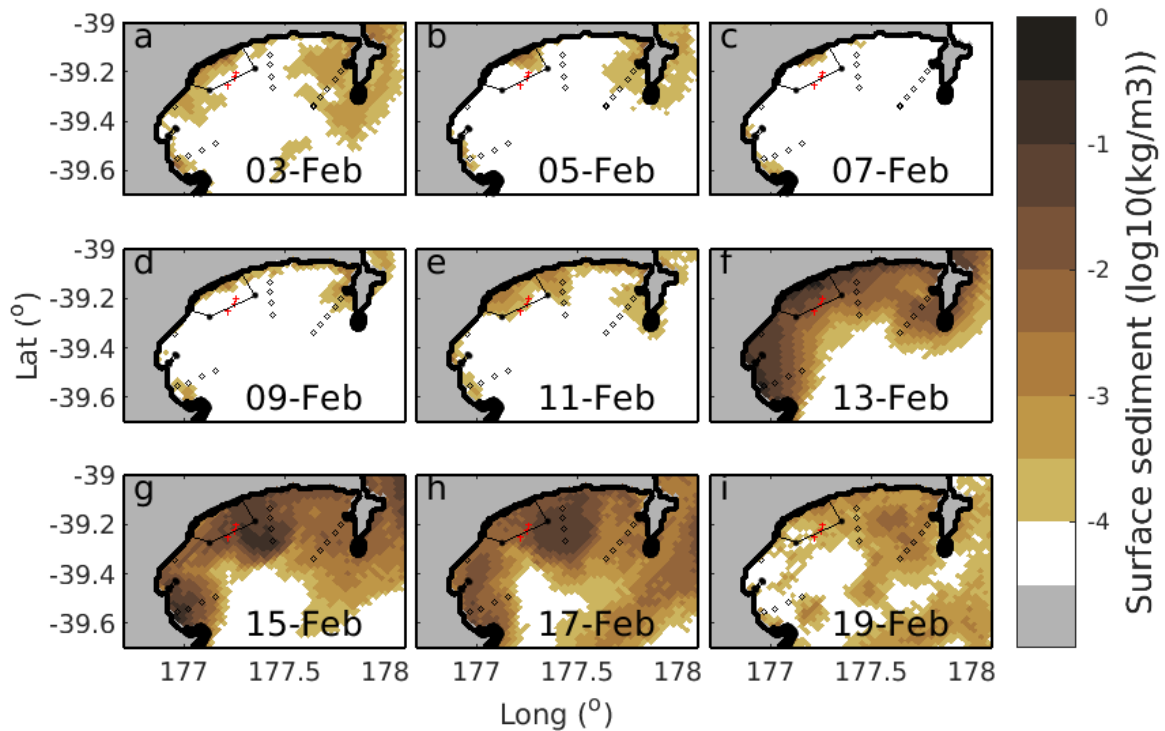 a
b
c
-39
-39.2
-39.4
-39.6
03-Feb
05-Feb
07-Feb
d
e
f
-39
-39.2
-39.4
-39.6
09-Feb
11-Feb
13-Feb
g
h
i
-39
-39.2
-39.4
-39.6
15-Feb
17-Feb
19-Feb
177 177.5 178
177 177.5 178
177 177.5 178
Lat (o)
Long (o)
0
-1
-2
-3
-4
Surface sediment (log10(kg/m3))